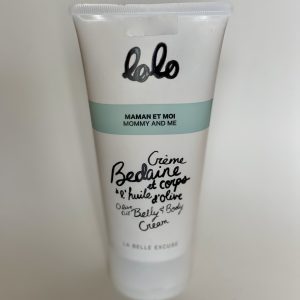 lolo
MAMAN ET MOI
MOMMY AND ME
Crème
Bedaine
et corps
à l'huile d'olive
Olive Oil Belly & Body
Cream
LA BELLE EXCUSE